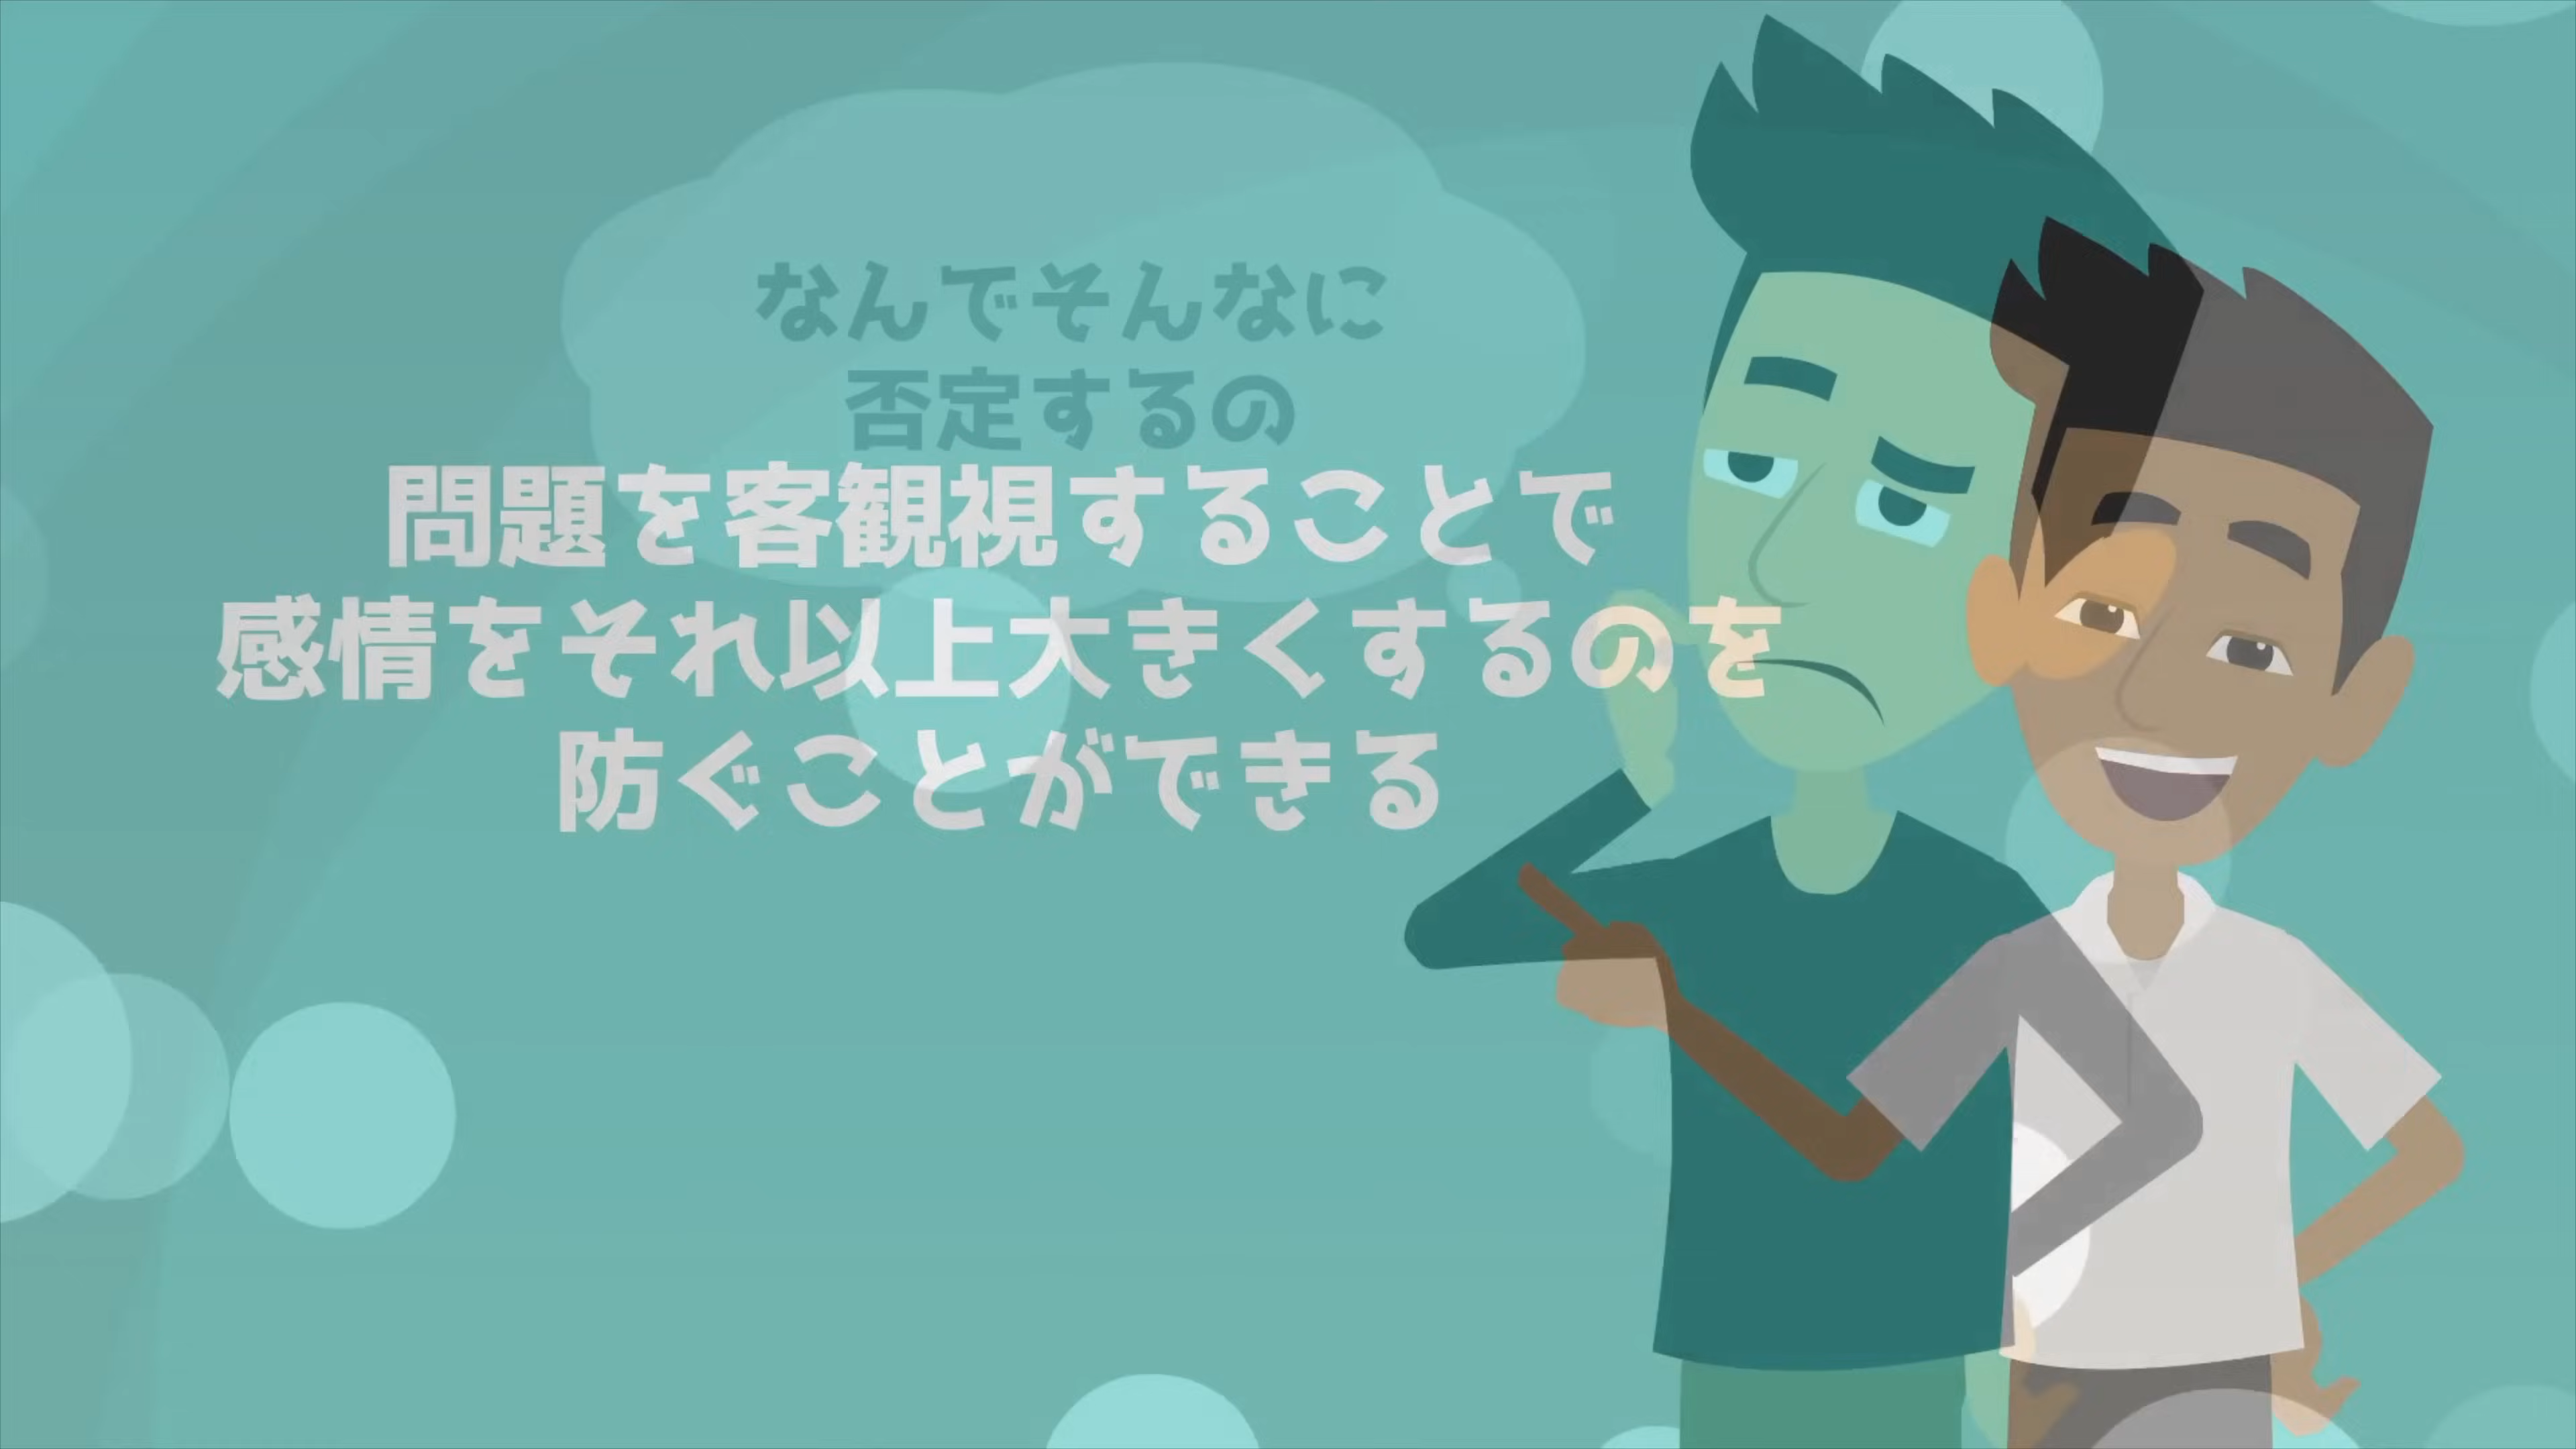 なんでそんなに
否定するの
問題を客観視することで
感情をそれ以上大きくするのを
防ぐことができる